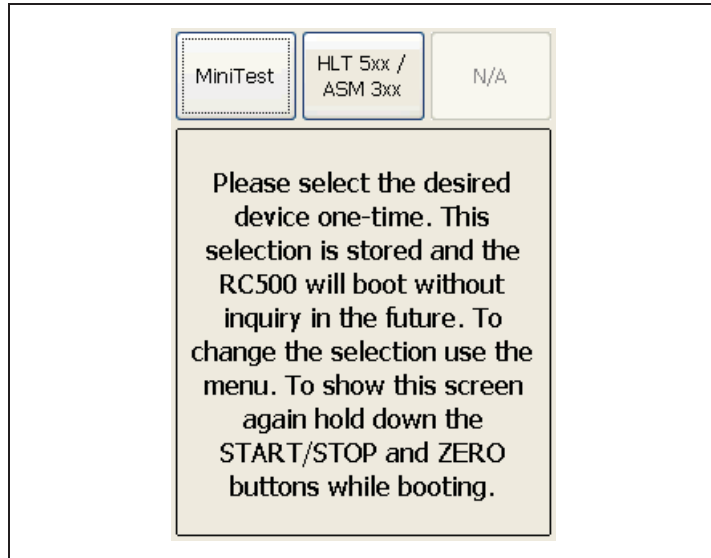 MiniTest
HLT 5xx /
ASM 3xx
N/A
Please select the desired
device one-time. This
selection is stored and the
RC500 will boot without
inquiry in the future. To
change the selection use the
menu. To show this screen
again hold down the
START/STOP and ZERO
buttons while booting.